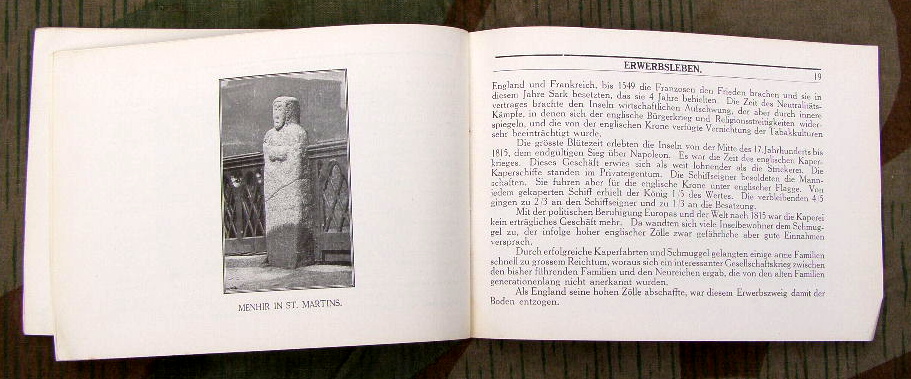 MENHIR IN ST. MARTINS.
ERWERBSLEBEN.
19
England und Frankreich, bis 1549 die Franzosen den Frieden brachen und sie in
diesem Jahre Sark besetzten, das sie 4 Jahre behielten. Die Zeit des Neutralitäts-
vertrages brachte den Inseln wirtschaftlichen Aufschwung, der aber durch innere
Kämpfe, in denen sich der englische Bürgerkrieg und Religionsstreitigkeiten wider-
spiegeln, und die von der englischen Krone verfügte Vernichtung der Tabakkulturen
sehr beeinträchtigt wurde.
Die grösste Blütezeit erlebten die Inseln von der Mitte des 17. Jahrhunderts bis
1815, dem endgültigen Sieg über Napoleon. Es war die Zeit des englischen Kaper-
krieges. Dieses Geschäft erwies sich als weit lohnender als die Strickerei. Die
Kaperschiffe standen im Privateigentum. Die Schiffseigner besoldeten die Mann-
schaften. Sie fuhren aber für die englische Krone unter englischer Flagge. Von
jedem gekaperten Schiff erhielt der König 1/5 des Wertes. Die verbleibenden 4/5
gingen zu 2/3 an den Schiffseigner und zu 1/3 an die Besatzung.
Mit der politischen Beruhigung Europes und der Welt nach 1815 war die Kaperei
kein erträgliches Geschäft mehr. Da wandten sich viele Inselbewohner dem Schmug-
gel zu, der infolge hoher englischer Zölle zwar gefährliche aber gute Einnahmen
versprach.
Durch erfolgreiche Kaperfahrten und Schmuggel gelangten einige arme Familien
schnell zu grossem Reichtum, woraus sich ein interessanter Gesellschaftskrieg zwischen
den bisher führenden Familien und den Neureichen ergab, die von den alten Familien
generationenlang nicht anerkannt wurden.
Als England seine hohen Zölle abschaffte, war diesem Erwerbszweig damit der
Boden entzogen.